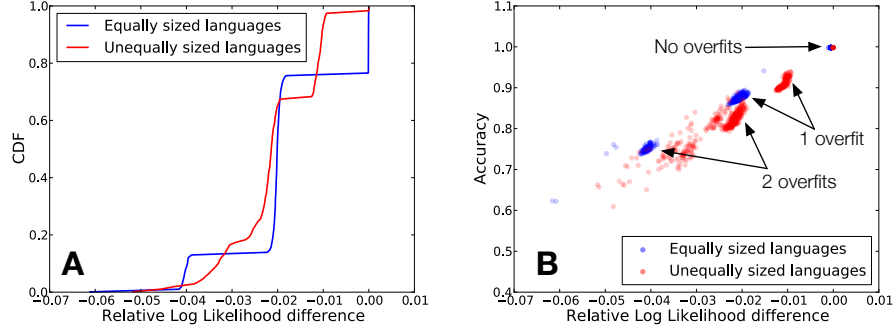 1.0
0.8
0.6
0.4
0.2
0.0
CDF
Equally sized languages
Unequally sized languages
A
−0.07 −0.06 −0.05 −0.04 −0.03 −0.02 −0.01 0.00 0.01
Relative Log Likelihood difference
1.1
1.0
0.9
0.8
0.7
0.6
0.5
0.4
Accuracy
No overfits
1 overfit
2 overfits
B
Equally sized languages
Unequally sized languages
−0.07 −0.06 −0.05 −0.04 −0.03 −0.02 −0.01 0.00 0.01
Relative Log Likelihood difference